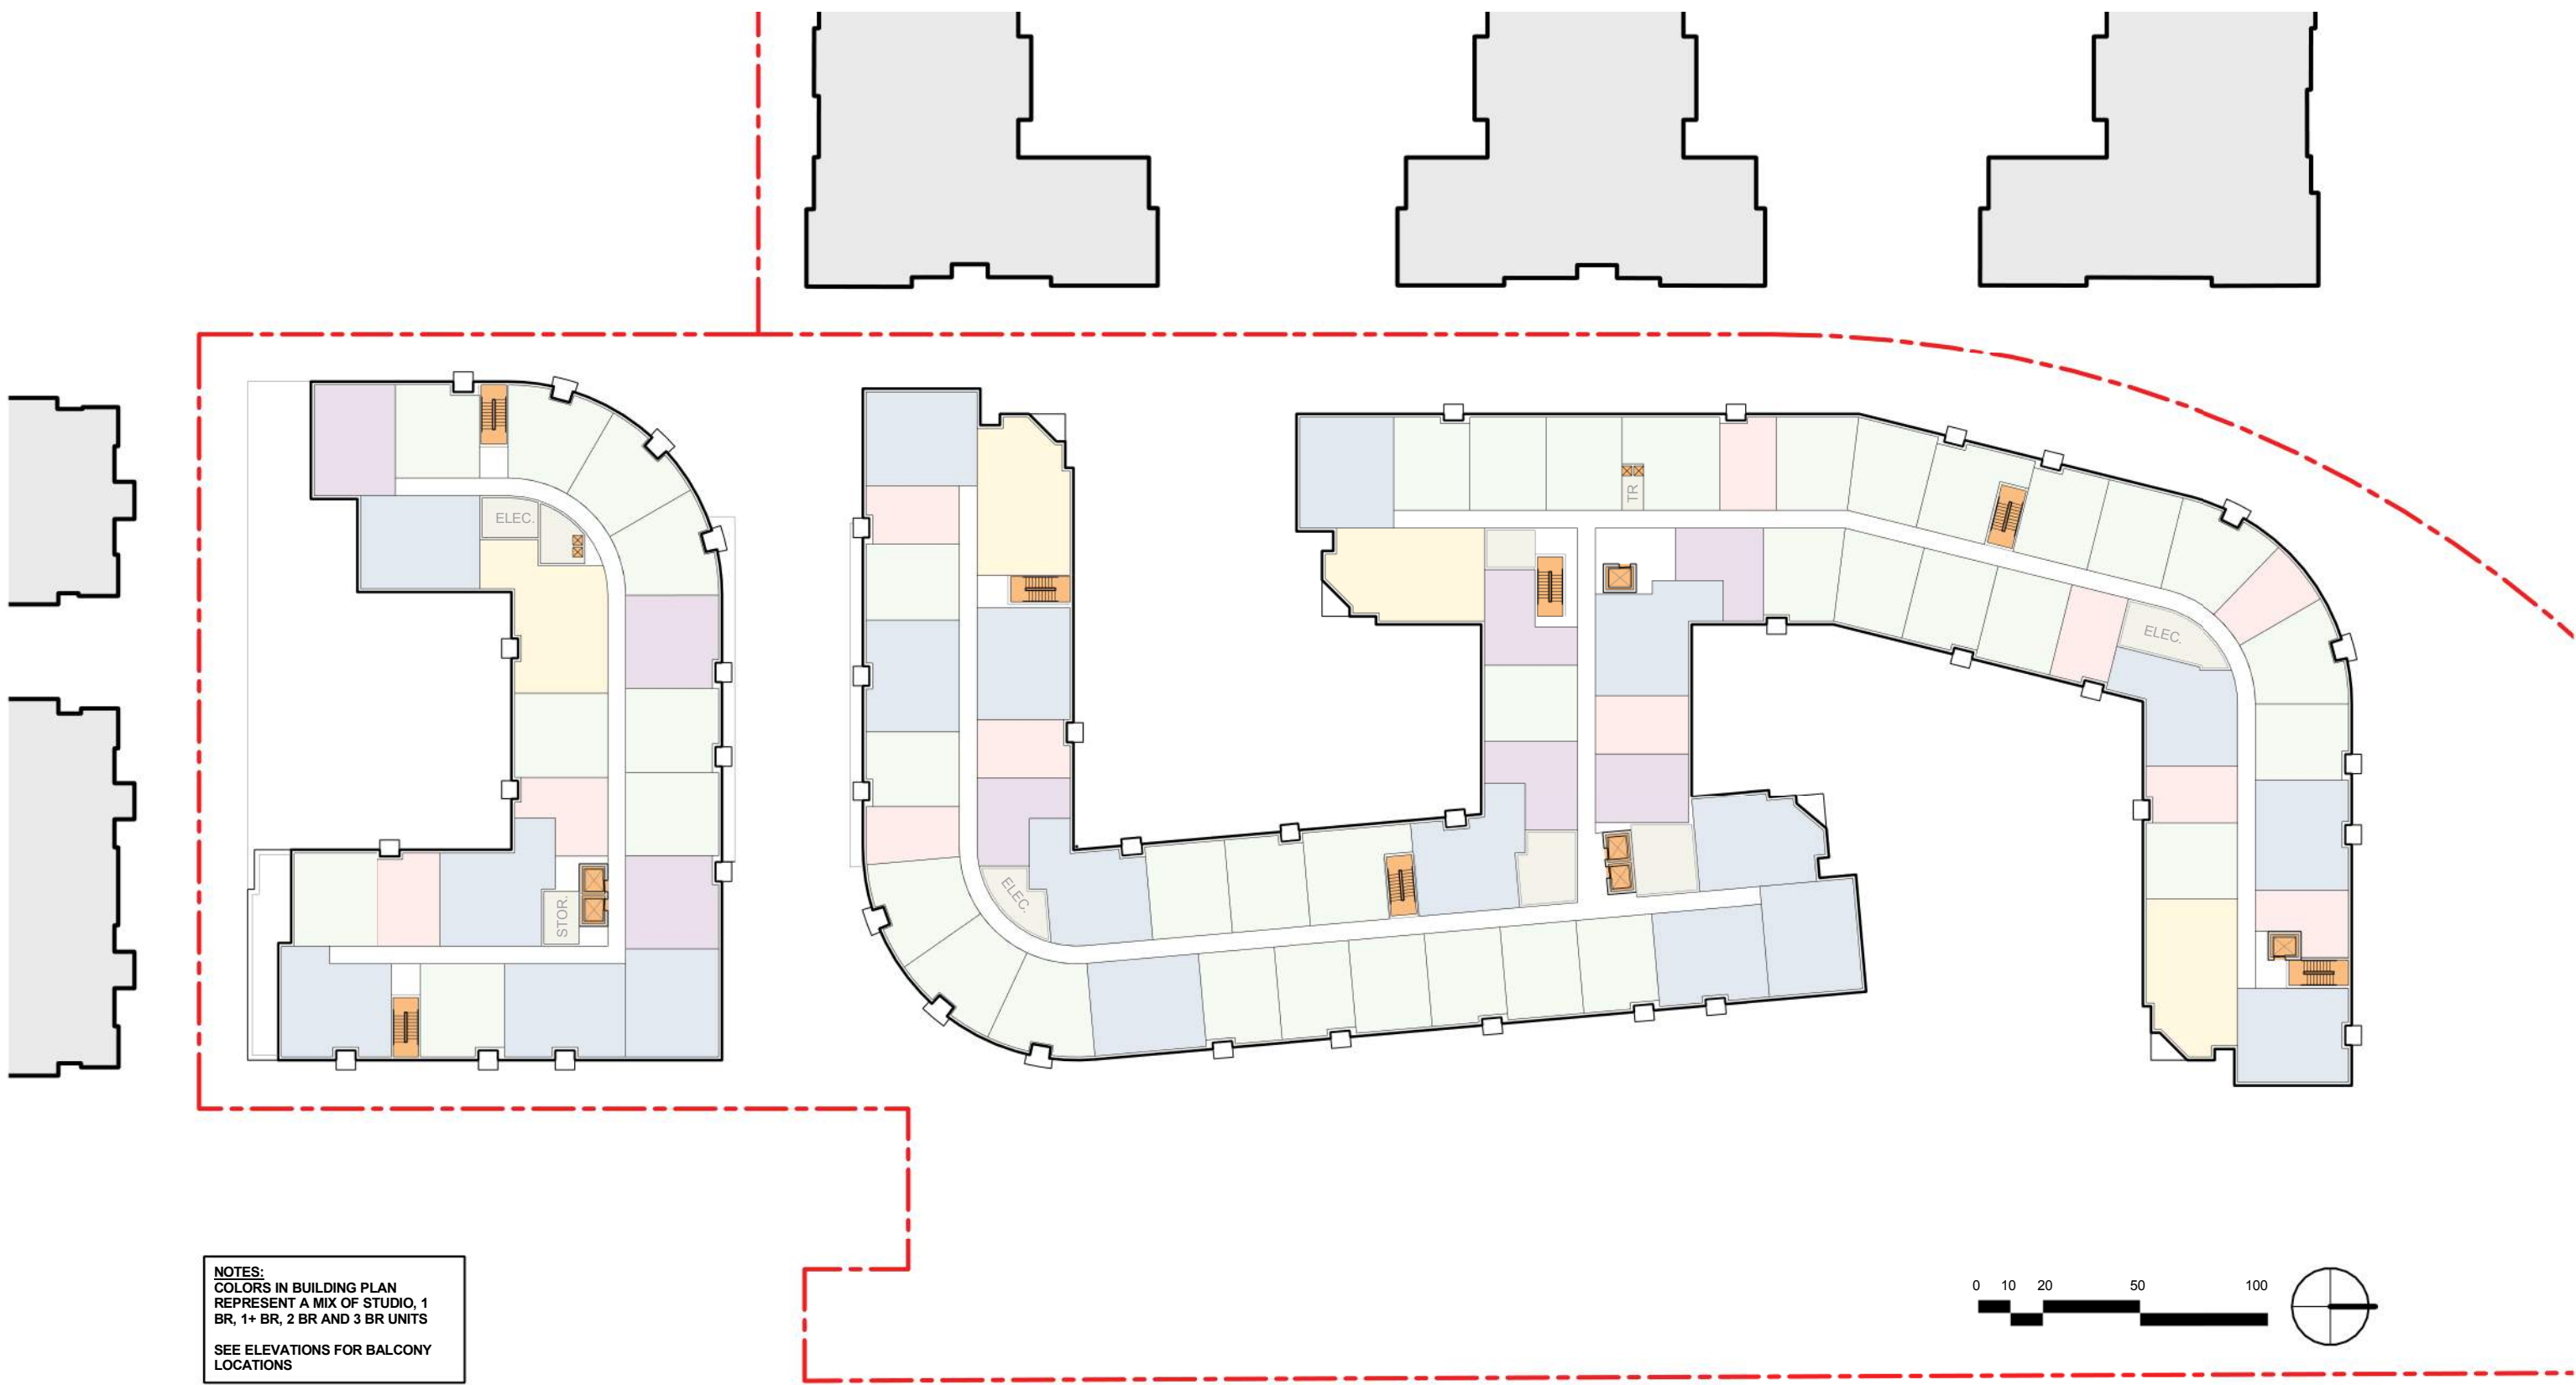 ELEC.
TR
ELEC.
ELEC.
STOR.
NOTES:
COLORS IN BUILDING PLAN
REPRESENT A MIX OF STUDIO, 1
BR, 1+ BR, 2 BR AND 3 BR UNITS
SEE ELEVATIONS FOR BALCONY
LOCATIONS
0 10 20 50 100